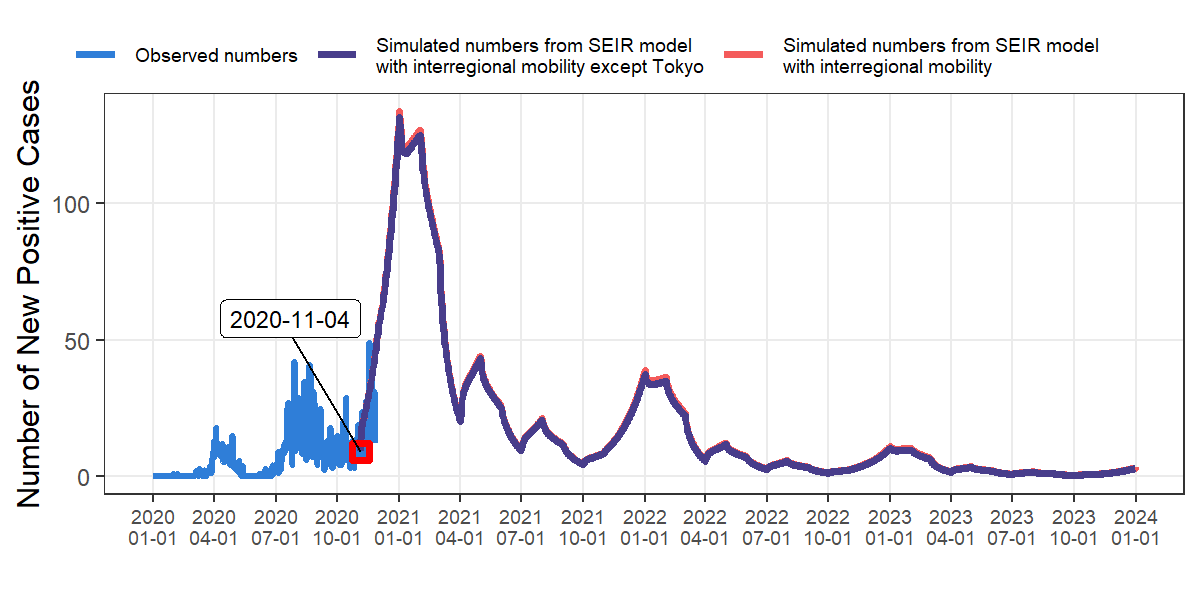 Observed numbers
Simulated numbers from SEIR model
with interregional mobility except Tokyo
Simulated numbers from SEIR model
with interregional mobility
Number of New Positive Cases
100
50
0
2020-11-04
2020 2020 2020 2020 2021 2021 2021 2021 2022 2022 2022 2022 2023 2023 2023 2023 2024
01-01 04-01 07-01 10-01 01-01 04-01 07-01 10-01 01-01 04-01 07-01 10-01 01-01 04-01 07-01 10-01 01-01